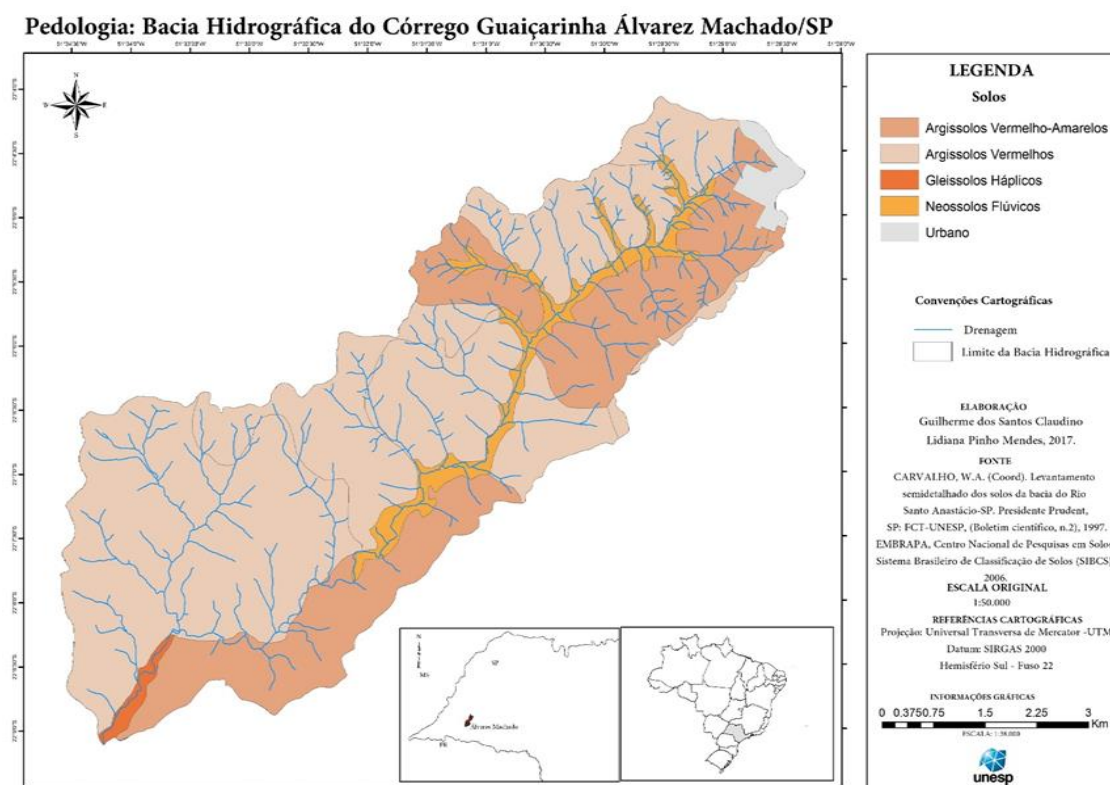 Pedologia: Bacia Hidrográfica do Córrego Guaiçarinha Álvarez Machado/SP
N
W E
S
LEGENDA
Solos
Argissolos Vermelho-Amarelos
Argissolos Vermelhos
Gleissolos Háplicos
Neossolos Flúvicos
Urbano
Convenções Cartográficas
Drenagem
Limite da Bacia Hidrográfica
ELABORAÇÃO
Guilherme dos Santos Claudino
Lidiana Pinho Mendes, 2017.
FONTE
CARVALHO, W.A. (Coord). Levantamento
semidetalhado dos solos da bacia do Rio
Santo Anastácio-SP. Presidente Prudent,
SP: FCT-UNESP, (Boletim científico, n.2), 1997.
EMBRAPA, Centro Nacional de Pesquisas em Solos
Sistema Brasileiro de Classificação de Solos (SIBCS)
2006.
ESCALA ORIGINAL
1:50.000
REFERÊNCIAS CARTOGRÁFICAS
Projeção: Universal Transversa de Mercator -UTM
Datum: SIRGAS 2000
Hemisfério Sul - Fuso 22
INFORMAÇÕES GRÁFICAS
0 0.3750.75 1.5 2.25 3
Km
unesp
SP
MS
Álvares Machado
PR